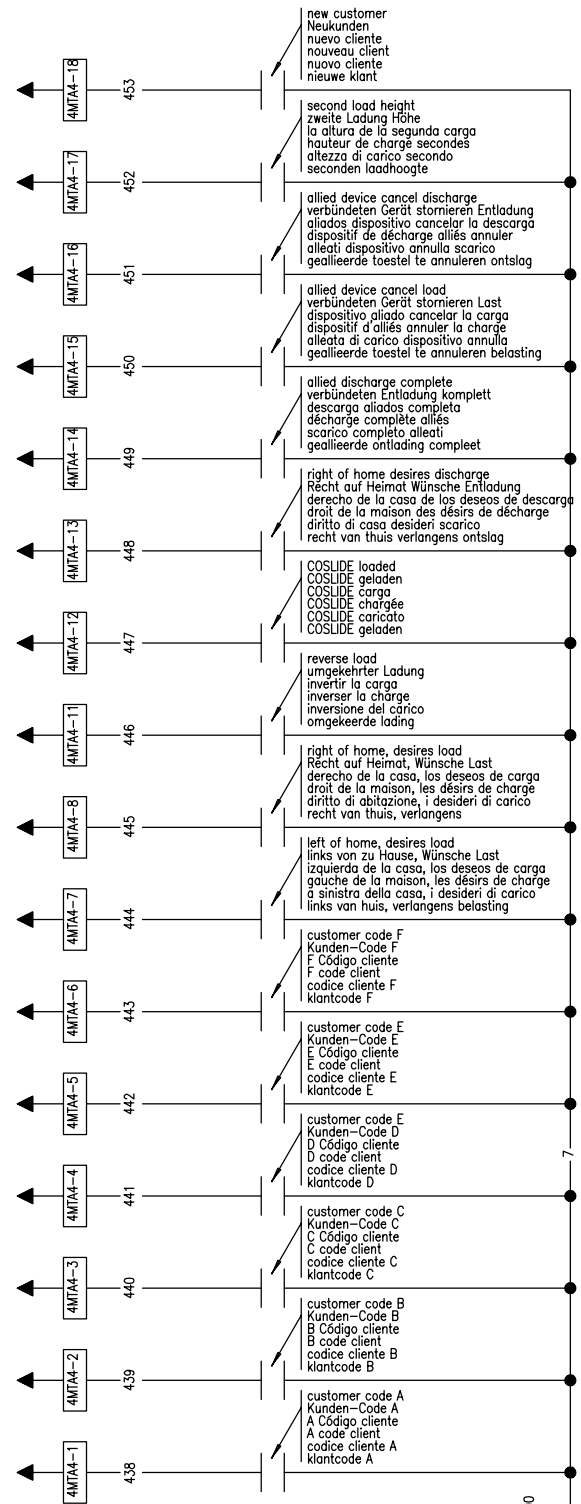 new customer
Neukunden
nuevo cliente
nouveau client
nuovo cliente
nieuwe klant
4MTA4-18
453
second load height
zweite Ladung Höhe
la altura de la segunda carga
hauteur de charge secondes
altezza di carico secondo
seconden laadhoogte
4MTA4-17
452
allied device cancel discharge
verbündeten Gerät stornieren Entladung
aliados dispositivo cancelar la descarga
dispositif de décharge alliés annuler
alleati dispositivo annulla scarico
geallieerde toestel te annuleren ontslag
4MTA4-16
451
allied device cancel load
verbündeten Gerät stornieren Last
dispositivo aliado cancelar la carga
dispositif d'alliés annuler la charge
alleata di carico dispositivo annulla
geallieerde toestel te annuleren belasting
4MTA4-15
450
allied discharge complete
verbündeten Entladung komplett
descarga aliados completa
décharge complète alliés
scarico completo alleati
geallieerde ontlading compleet
4MTA4-14
449
right of home desires discharge
Recht auf Heimat Wünsche Entladung
derecho de la casa de los deseos de descarga
droit de la maison des désirs de décharge
diritto di casa desideri scarico
recht van thuis verlangens ontslag
4MTA4-13
448
COSLIDE loaded
COSLIDE geladen
COSLIDE carga
COSLIDE chargée
COSLIDE caricato
COSLIDE geladen
4MTA4-12
447
reverse load
umgekehrter Ladung
invertir la carga
inverser la charge
inversione del carico
omgekeerde lading
4MTA4-11
446
right of home, desires load
Recht auf Heimat, Wünsche Last
derecho de la casa, los deseos de carga
droit de la maison, les désirs de charge
diritto di abitazione, i desideri di carico
recht van thuis, verlangens
4MTA4-8
445
left of home, desires load
links von zu Hause, Wünsche Last
izquierda de la casa, los deseos de carga
gauche de la maison, les désirs de charge
a sinistra della casa, i desideri di carico
links van huis, verlangens belasting
4MTA4-7
444
customer code F
Kunden-Code F
F Código cliente
F code client
codice cliente F
klantcode F
4MTA4-6
443
customer code E
Kunden-Code E
E Código cliente
E code client
codice cliente E
klantcode E
4MTA4-5
442
customer code E
Kunden-Code D
D Código cliente
D code client
codice cliente D
klantcode D
7
4MTA4-4
441
customer code C
Kunden-Code C
C Código cliente
C code client
codice cliente C
klantcode C
4MTA4-3
440
customer code B
Kunden-Code B
B Código cliente
B code client
codice cliente B
klantcode B
4MTA4-2
439
customer code A
Kunden-Code A
A Código cliente
A code client
codice cliente A
klantcode A
4MTA4-1
438
0